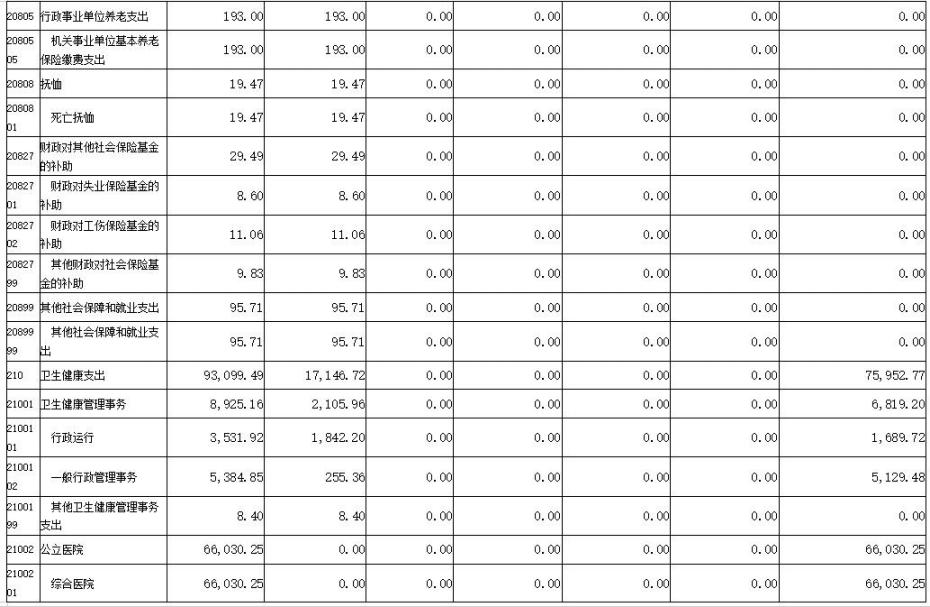 20805 行政事业单位养老支出 193.00 193.00 0.00 0.00 0.00 0.00 0.00
2080505 机关事业单位基本养老保险缴费支出 193.00 193.00 0.00 0.00 0.00 0.00 0.00
20808 抚恤 19.47 19.47 0.00 0.00 0.00 0.00 0.00
2080801 死亡抚恤 19.47 19.47 0.00 0.00 0.00 0.00 0.00
20827 财政对其他社会保险基金的补助 29.49 29.49 0.00 0.00 0.00 0.00 0.00
2082701 财政对失业保险基金的补助 8.60 8.60 0.00 0.00 0.00 0.00 0.00
2082702 财政对工伤保险基金的补助 11.06 11.06 0.00 0.00 0.00 0.00 0.00
2082799 其他财政对社会保险基金的补助 9.83 9.83 0.00 0.00 0.00 0.00 0.00
20899 其他社会保障和就业支出 95.71 95.71 0.00 0.00 0.00 0.00 0.00
2089999 其他社会保障和就业支出 95.71 95.71 0.00 0.00 0.00 0.00 0.00
210 卫生健康支出 93,099.49 17,146.72 0.00 0.00 0.00 0.00 75,952.77
21001 卫生健康管理事务 8,925.16 2,105.96 0.00 0.00 0.00 0.00 6,819.20
2100101 行政运行 3,531.92 1,842.20 0.00 0.00 0.00 0.00 1,689.72
2100102 一般行政管理事务 5,384.85 255.36 0.00 0.00 0.00 0.00 5,129.48
2100199 其他卫生健康管理事务支出 8.40 8.40 0.00 0.00 0.00 0.00 0.00
21002 公立医院 66,030.25 0.00 0.00 0.00 0.00 0.00 66,030.25
2100201 综合医院 66,030.25 0.00 0.00 0.00 0.00 0.00 66,030.25